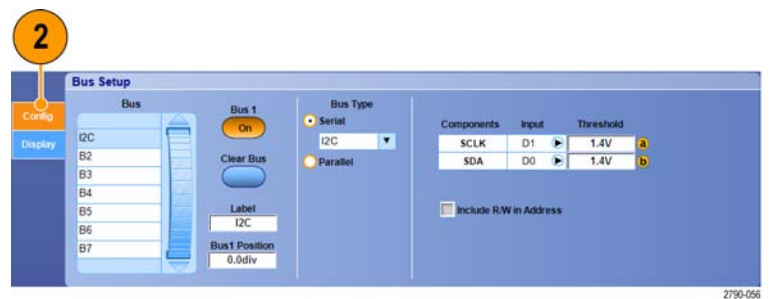 2
Bus Setup
Config
Display
Bus
I2C
B2
B3
B4
B5
B6
B7
Bus 1
On
Clear Bus
Label
I2C
Bus1 Position
0.0div
Bus Type
Serial
I2C
Parallel
Components Input Threshold
SCLK D1 1.4V a
SDA D0 1.4V b
Include R/W in Address
2790-056